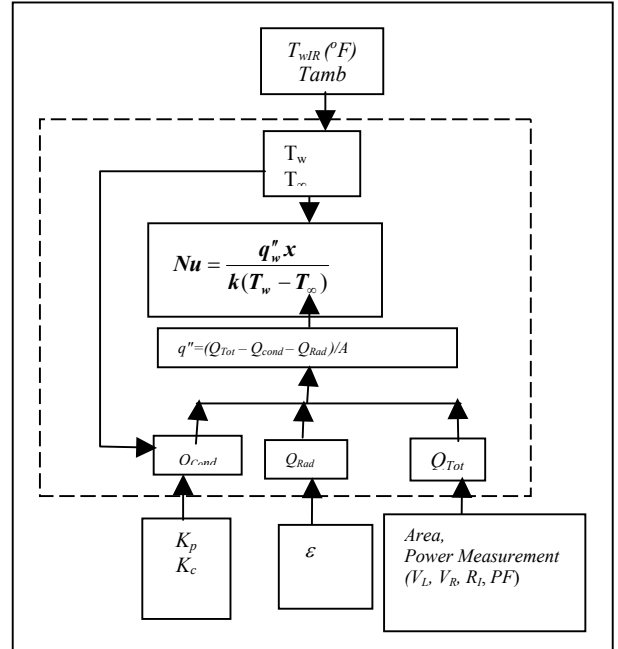 T_wIR (°F)
Tamb
T_w
T_∞
Nu = q''_w x / k(T_w − T_∞)
q''=(Q_Tot – Q_cond – Q_Rad)/A
Q_Cond
Q_Rad
Q_Tot
K_p
K_c
ε
Area,
Power Measurement
(V_L, V_R, R_I, PF)